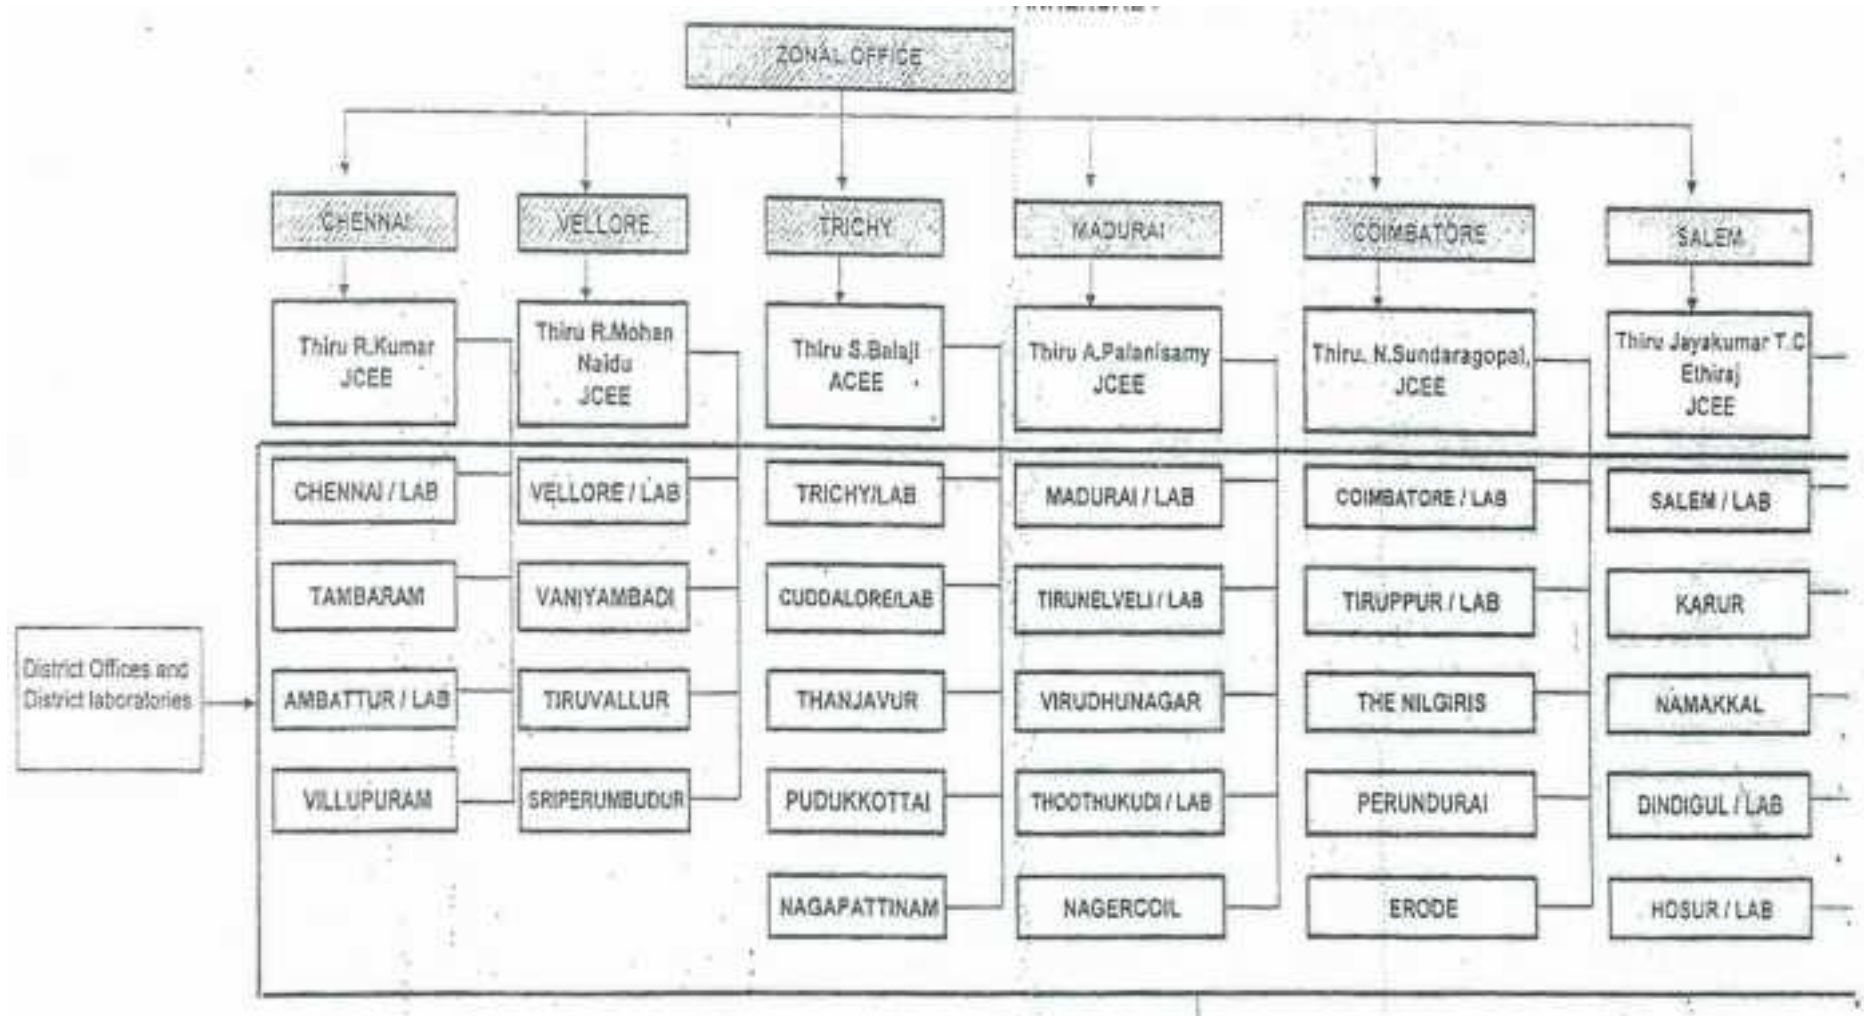 ZONAL OFFICE
CHENNAI
VELLORE
TRICHY
MADURAI
COIMBATORE
SALEM
Thiru R.Kumar
JCEE
Thiru R.Mohan
Naidu
JCEE
Thiru S.Balaji
ACEE
Thiru A.Palanisamy
JCEE
Thiru. N.Sundaragopal,
JCEE
Thiru Jayakumar T.C
Ethiraj
JCEE
District Offices and
District laboratories
CHENNAI / LAB
VELLORE / LAB
TRICHY/LAB
MADURAI / LAB
COIMBATORE / LAB
SALEM / LAB
TAMBARAM
VANIYAMBADI
CUDDALORE/LAB
TIRUNELVELI / LAB
TIRUPPUR / LAB
KARUR
AMBATTUR / LAB
TIRUVALLUR
THANJAVUR
VIRUDHUNAGAR
THE NILGIRIS
NAMAKKAL
VILLUPURAM
SRIPERUMBUDUR
PUDUKKOTTAI
THOOTHUKUDI / LAB
PERUNDURAI
DINDIGUL / LAB
NAGAPATTINAM
NAGERCOIL
ERODE
HOSUR / LAB